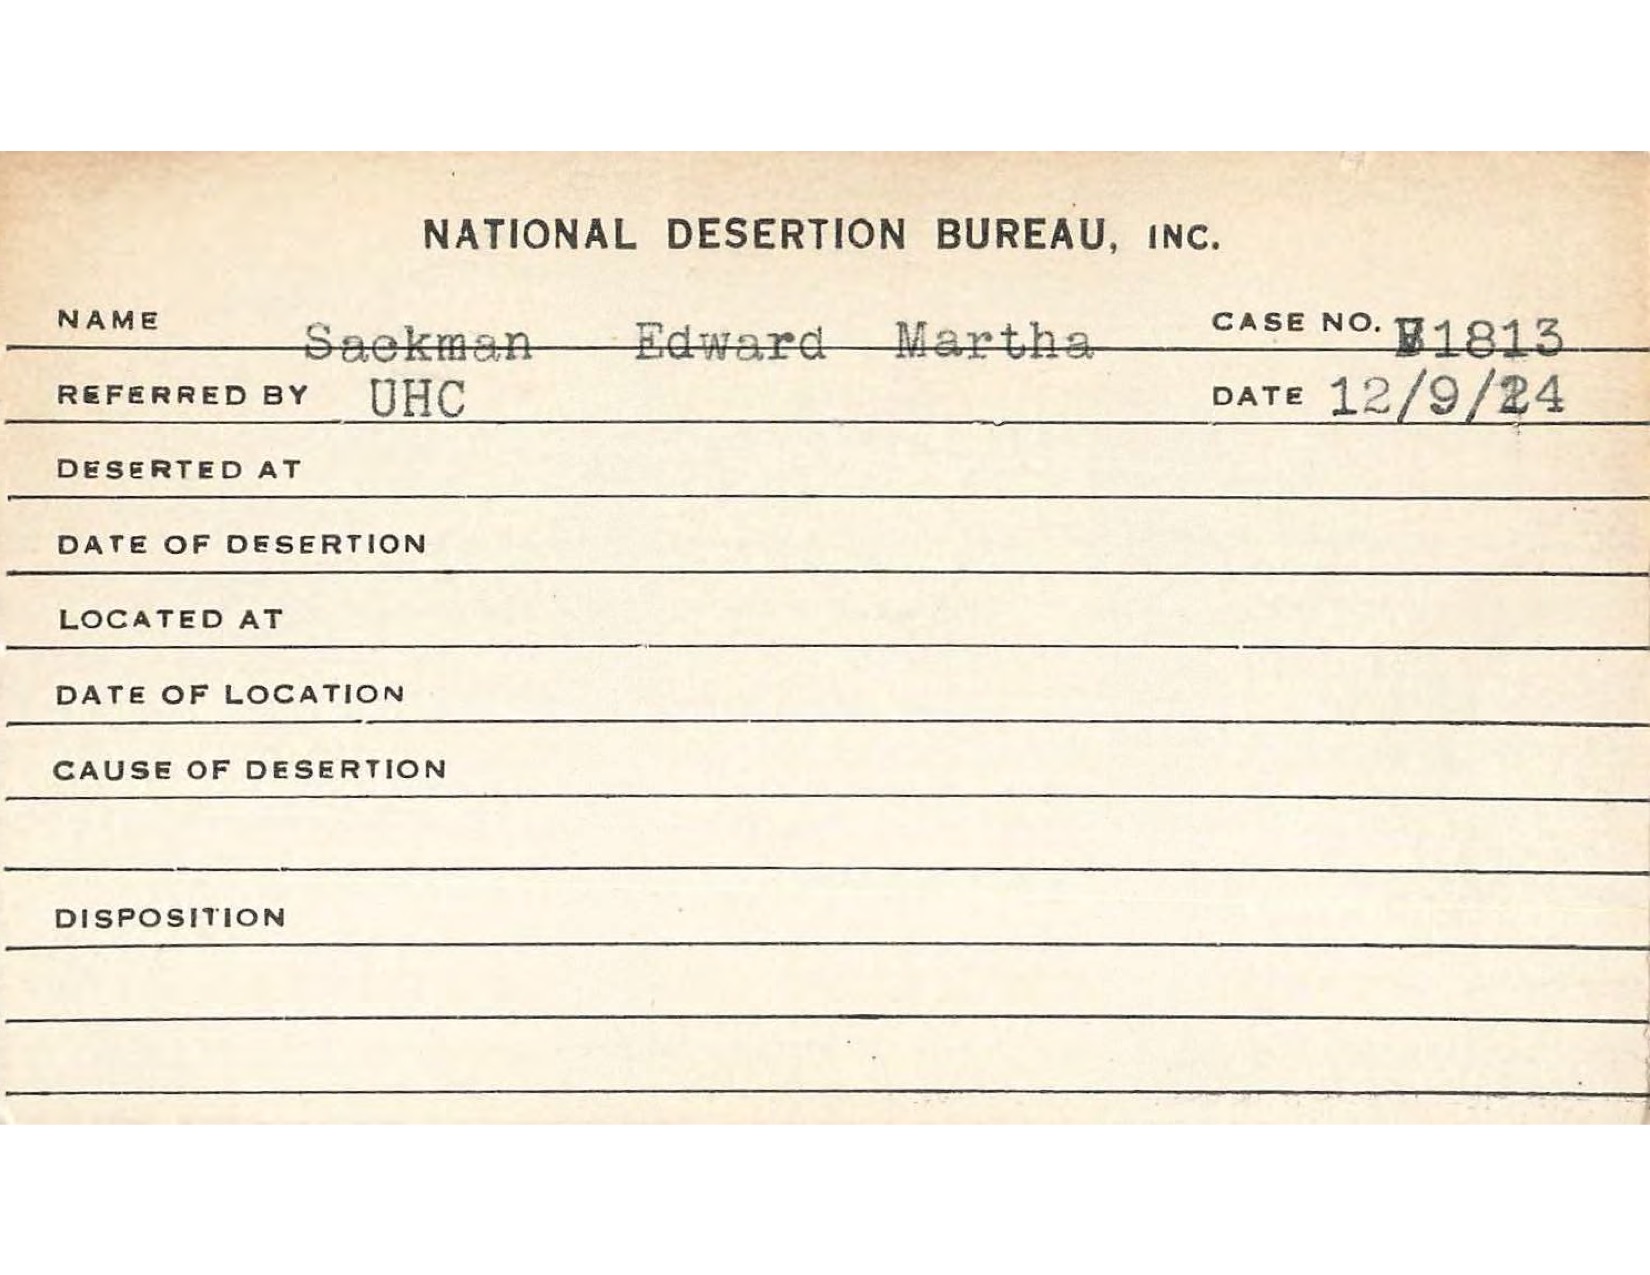 NATIONAL DESERTION BUREAU, INC.
NAME Sackman Edward Martha CASE NO. 1813
REFERRED BY UHC DATE 12/9/24
DESERTED AT
DATE OF DESERTION
LOCATED AT
DATE OF LOCATION
CAUSE OF DESERTION
DISPOSITION